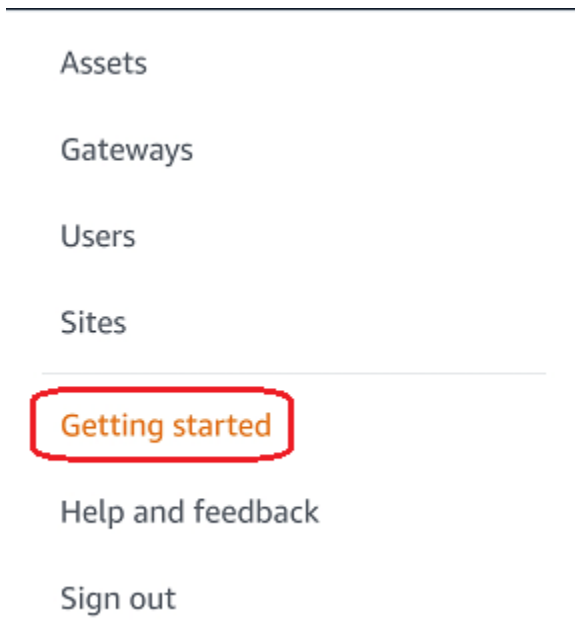 Assets
Gateways
Users
Sites
Getting started
Help and feedback
Sign out